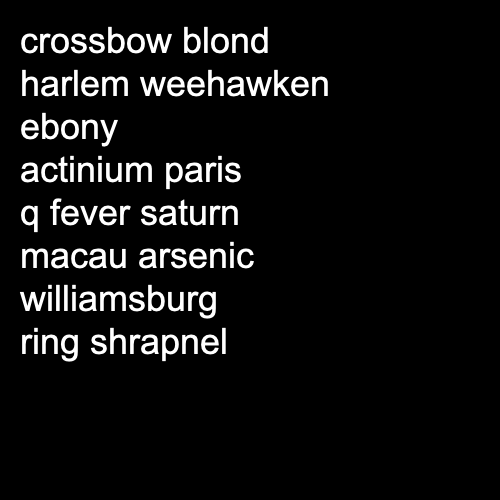 crossbow blond
harlem weehawken
ebony
actinium paris
q fever saturn
macau arsenic
williamsburg
ring shrapnel